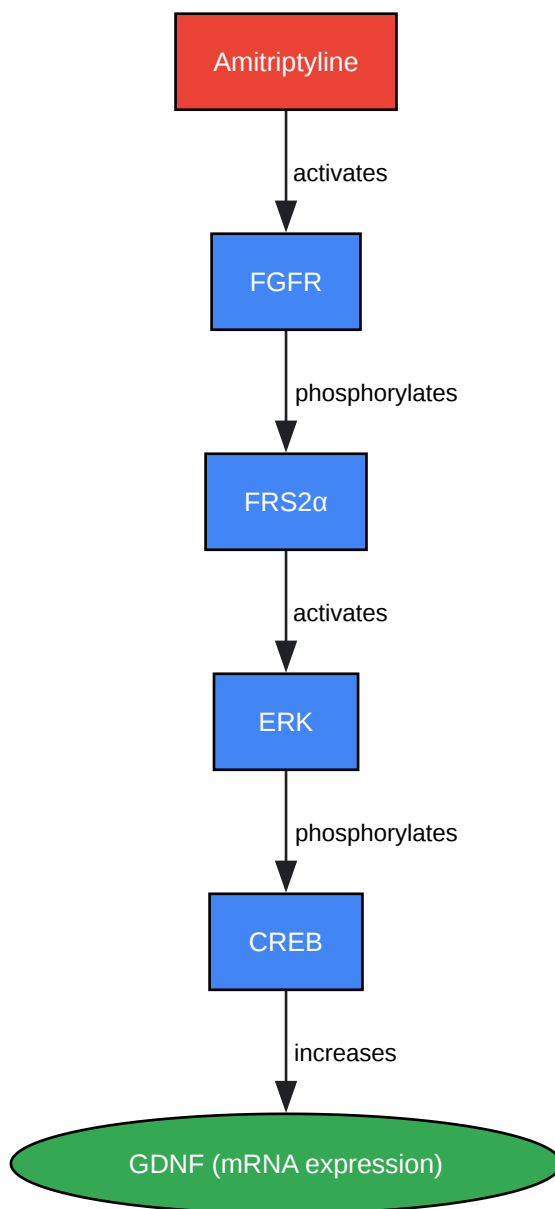 Amitriptyline
activates
FGFR
phosphorylates
FRS2α
activates
ERK
phosphorylates
CREB
increases
GDNF (mRNA expression)